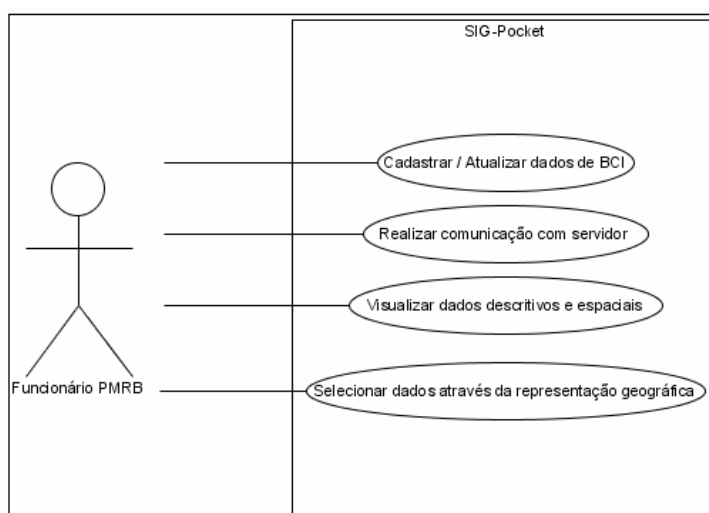 SIG-Pocket
Cadastrar / Atualizar dados de BCI
Realizar comunicação com servidor
Visualizar dados descritivos e espaciais
Funcionário PMRB
Selecionar dados através da representação geográfica